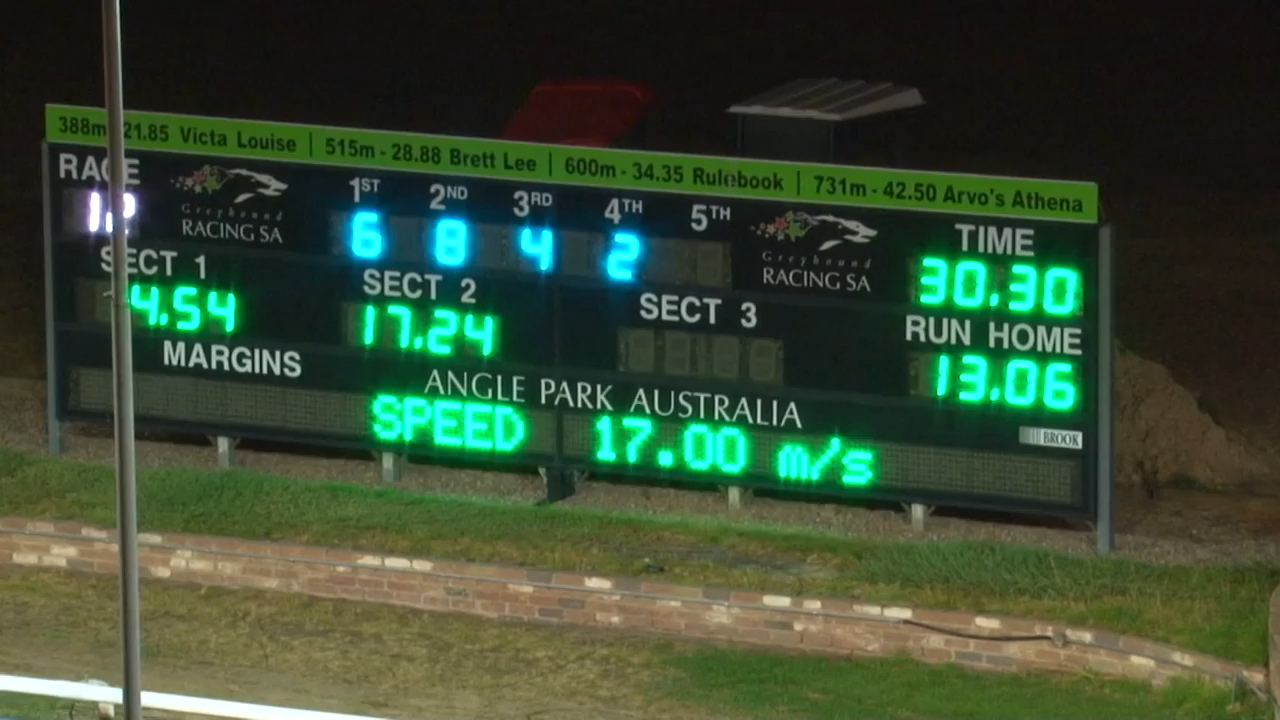 388m 21.85 Victa Louise | 515m - 28.88 Brett Lee | 600m - 34.35 Rulebook | 731m - 42.50 Arvo's Athena
RACE
Greyhound
RACING SA
1ST 2ND 3RD 4TH 5TH
6 8 4 2
Greyhound
RACING SA
TIME
30.30
SECT 1
4.54
SECT 2
17.24
SECT 3
RUN HOME
13.06
MARGINS
ANGLE PARK AUSTRALIA
SPEED 17.00 m/s
BROOK